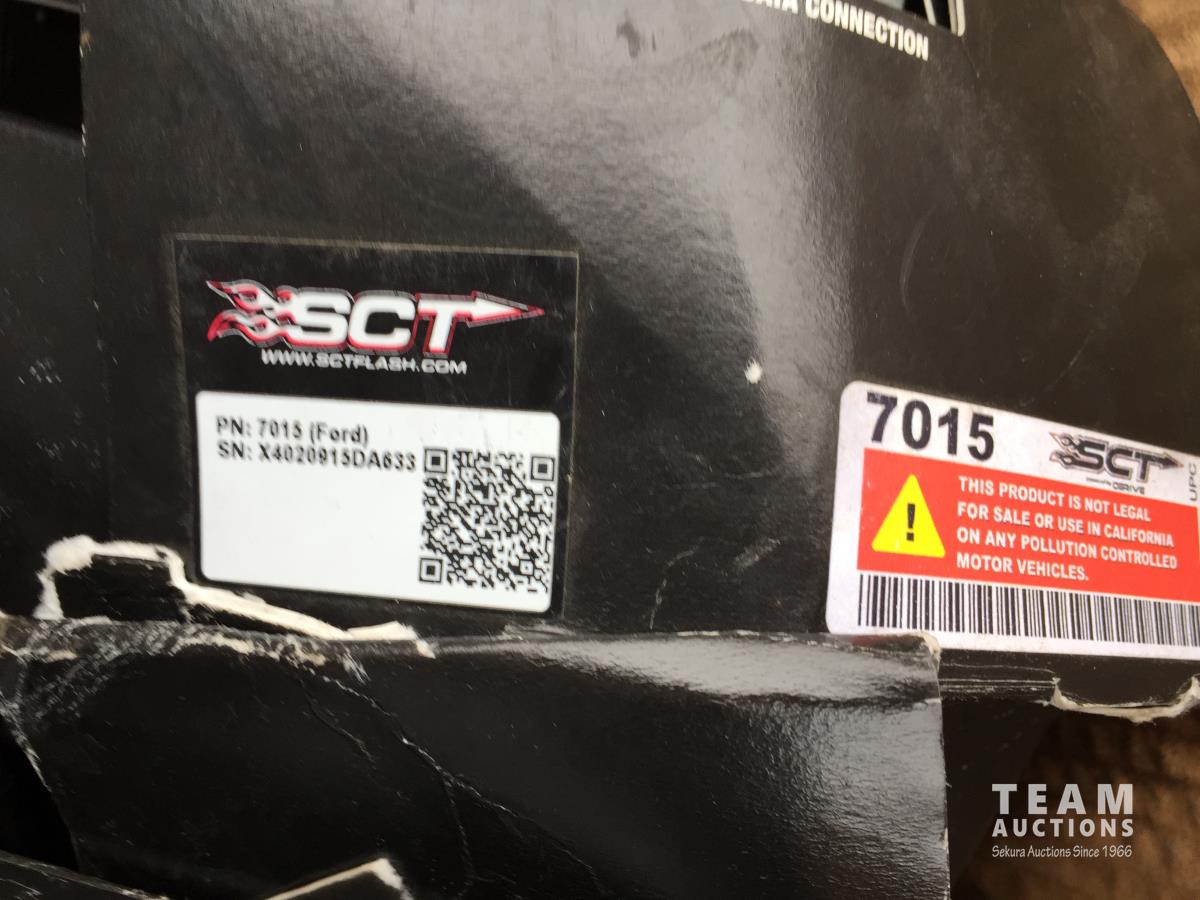 DATA CONNECTION
SCT
WWW.SCTFLASH.COM
PN: 7015 (Ford)
SN: X4020915DA633
7015
SCT
UPC
THIS PRODUCT IS NOT LEGAL
FOR SALE OR USE IN CALIFORNIA
ON ANY POLLUTION CONTROLLED
MOTOR VEHICLES.
TEAM
AUCTIONS
Sekura Auctions Since 1966